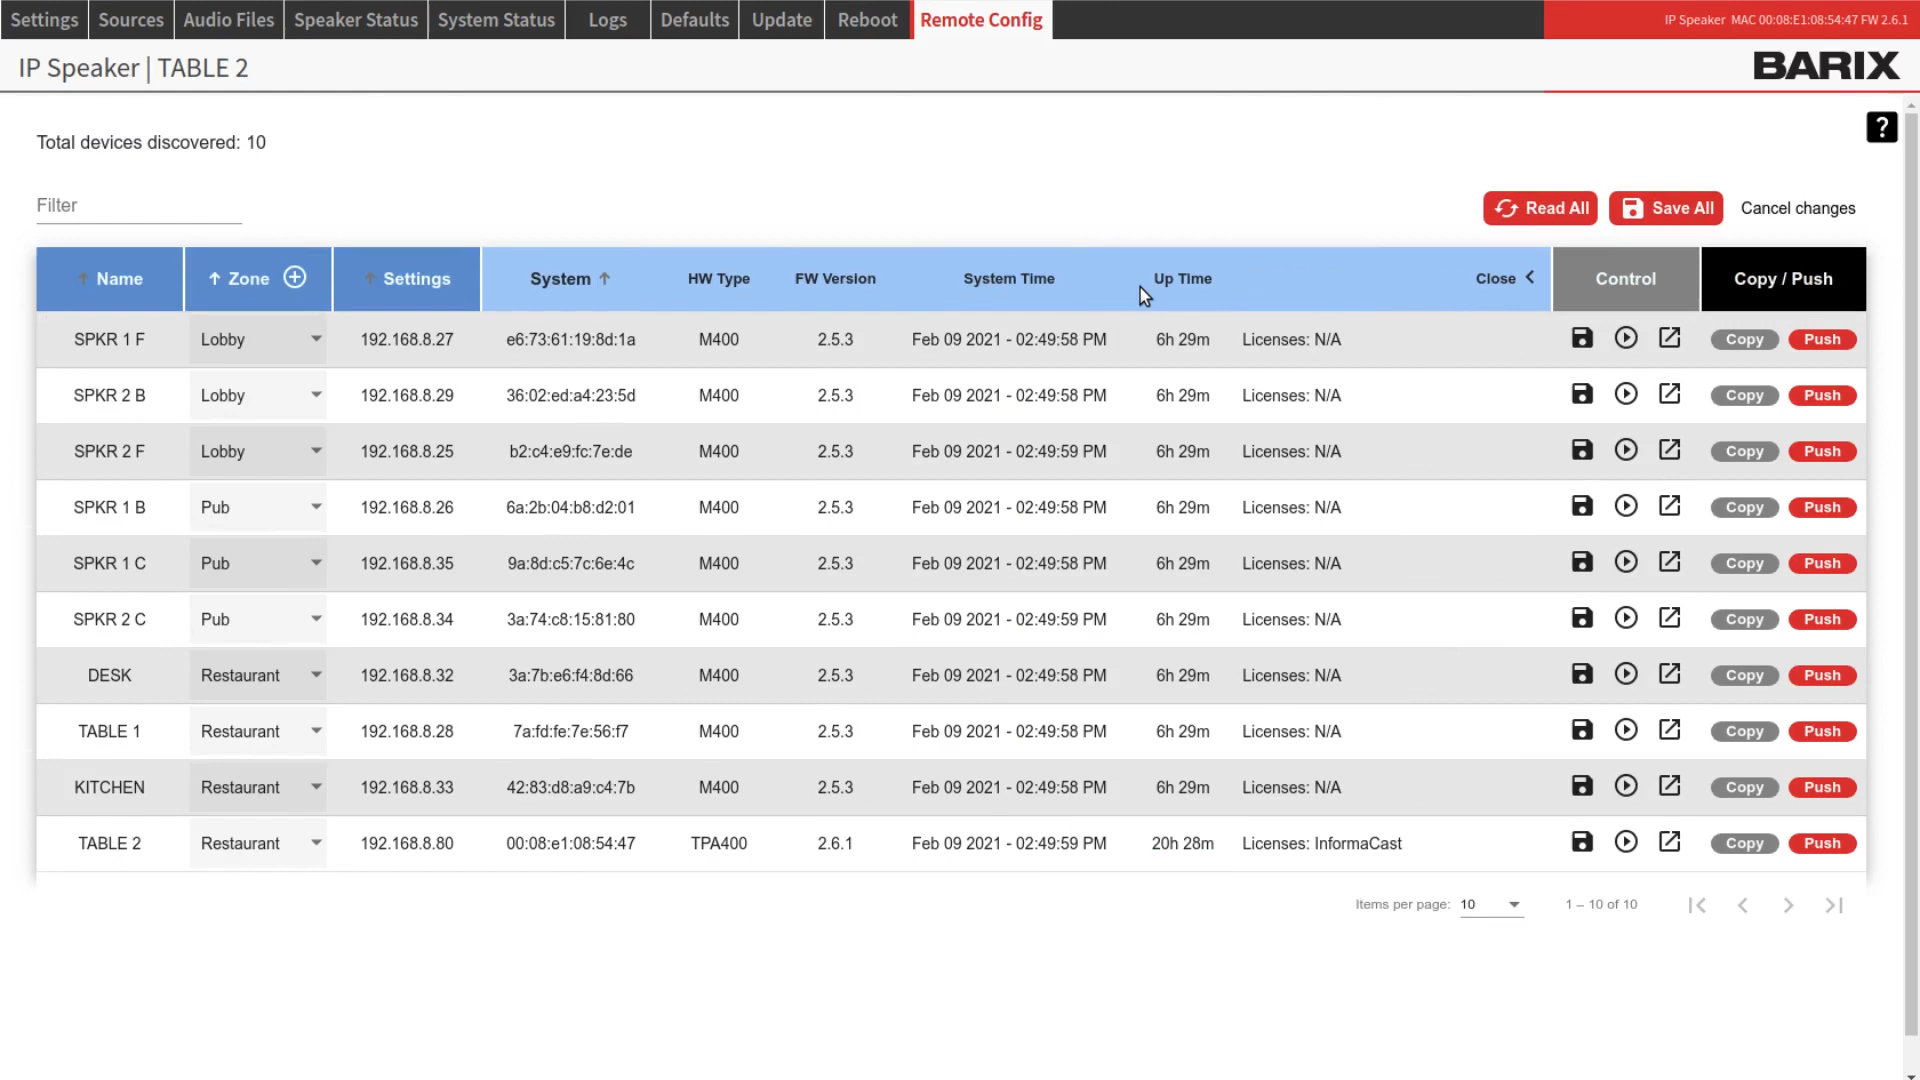 Settings Sources Audio Files Speaker Status System Status Logs Defaults Update Reboot Remote Config IP Speaker MAC 00:08:E1:08:54:47 FW 2.6.1
IP Speaker | TABLE 2 BARIX
?
Total devices discovered: 10
Filter Read All Save All Cancel changes
↑ Name ↑ Zone ↑ Settings System ↑ HW Type FW Version System Time Up Time Close Control Copy / Push
SPKR 1 F Lobby 192.168.8.27 e6:73:61:19:8d:1a M400 2.5.3 Feb 09 2021 - 02:49:58 PM 6h 29m Licenses: N/A Copy Push
SPKR 2 B Lobby 192.168.8.29 36:02:ed:a4:23:5d M400 2.5.3 Feb 09 2021 - 02:49:58 PM 6h 29m Licenses: N/A Copy Push
SPKR 2 F Lobby 192.168.8.25 b2:c4:e9:fc:7e:de M400 2.5.3 Feb 09 2021 - 02:49:59 PM 6h 29m Licenses: N/A Copy Push
SPKR 1 B Pub 192.168.8.26 6a:2b:04:b8:d2:01 M400 2.5.3 Feb 09 2021 - 02:49:58 PM 6h 29m Licenses: N/A Copy Push
SPKR 1 C Pub 192.168.8.35 9a:8d:c5:7c:6e:4c M400 2.5.3 Feb 09 2021 - 02:49:58 PM 6h 29m Licenses: N/A Copy Push
SPKR 2 C Pub 192.168.8.34 3a:74:c8:15:81:80 M400 2.5.3 Feb 09 2021 - 02:49:59 PM 6h 29m Licenses: N/A Copy Push
DESK Restaurant 192.168.8.32 3a:7b:e6:f4:8d:66 M400 2.5.3 Feb 09 2021 - 02:49:58 PM 6h 29m Licenses: N/A Copy Push
TABLE 1 Restaurant 192.168.8.28 7a:fd:fe:7e:56:f7 M400 2.5.3 Feb 09 2021 - 02:49:58 PM 6h 29m Licenses: N/A Copy Push
KITCHEN Restaurant 192.168.8.33 42:83:d8:a9:c4:7b M400 2.5.3 Feb 09 2021 - 02:49:58 PM 6h 29m Licenses: N/A Copy Push
TABLE 2 Restaurant 192.168.8.80 00:08:e1:08:54:47 TPA400 2.6.1 Feb 09 2021 - 02:49:59 PM 20h 28m Licenses: InformaCast Copy Push
Items per page: 10 1 – 10 of 10